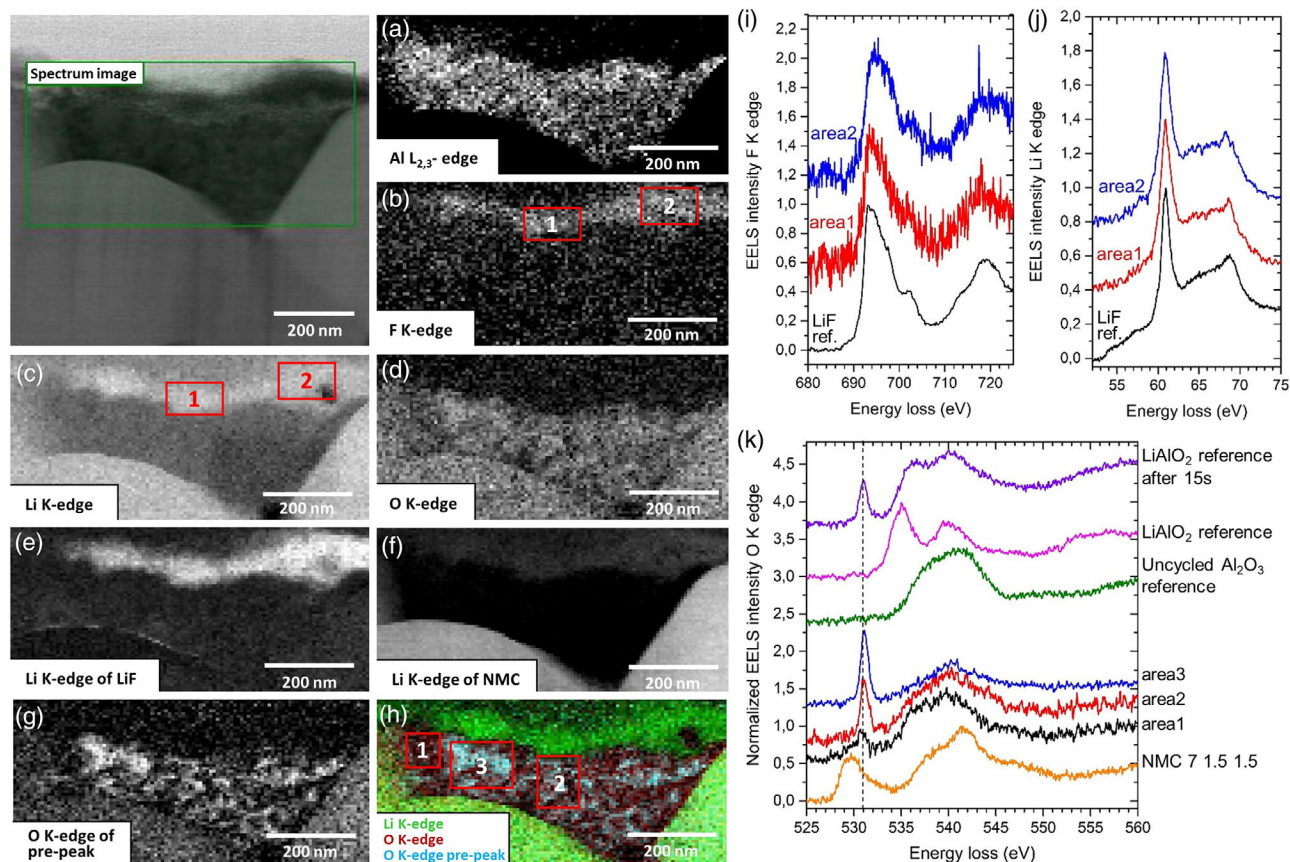 Spectrum image
200 nm
(a)
Al L2,3- edge
200 nm
(b)
1
2
F K-edge
200 nm
(c)
1
2
Li K-edge
200 nm
(d)
O K-edge
200 nm
(e)
Li K-edge of LiF
200 nm
(f)
Li K-edge of NMC
200 nm
(g)
O K-edge of
pre-peak
200 nm
(h)
1
3
2
Li K-edge
O K-edge
O K-edge pre-peak
200 nm
(i)
EELS intensity F K edge
2,2
2,0
1,8
1,6
1,4
1,2
1,0
0,8
0,6
0,4
0,2
0,0
area2
area1
LiF
ref.
680 690 700 710 720
Energy loss (eV)
(j)
EELS intensity Li K edge
2,0
1,8
1,6
1,4
1,2
1,0
0,8
0,6
0,4
0,2
0,0
area2
area1
LiF
ref.
55 60 65 70 75
Energy loss (eV)
(k)
Normalized EELS intensity O K edge
4,5
4,0
3,5
3,0
2,5
2,0
1,5
1,0
0,5
0,0
LiAlO2 reference
after 15s
LiAlO2 reference
Uncycled Al2O3
reference
area3
area2
area1
NMC 7 1.5 1.5
525 530 535 540 545 550 555 560
Energy loss (eV)